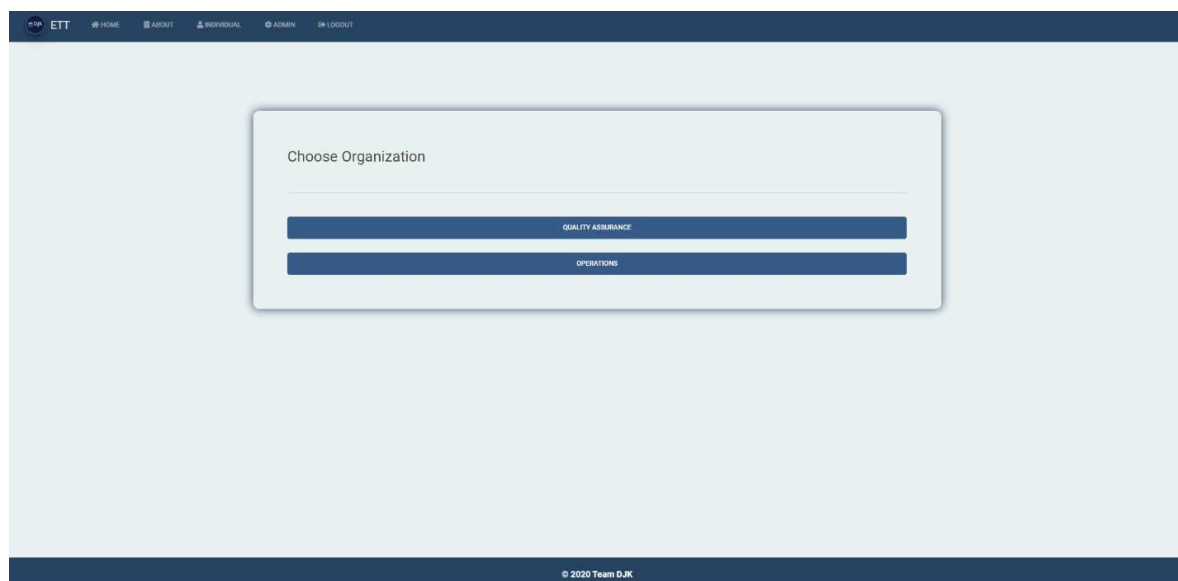 ETT HOME ABOUT INDIVIDUAL ADMIN LOGOUT
Choose Organization
QUALITY ASSURANCE
OPERATIONS
© 2020 Team DJK